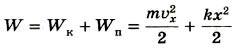 W = Wк + Wп = mvₓ²/2 + kx²/2